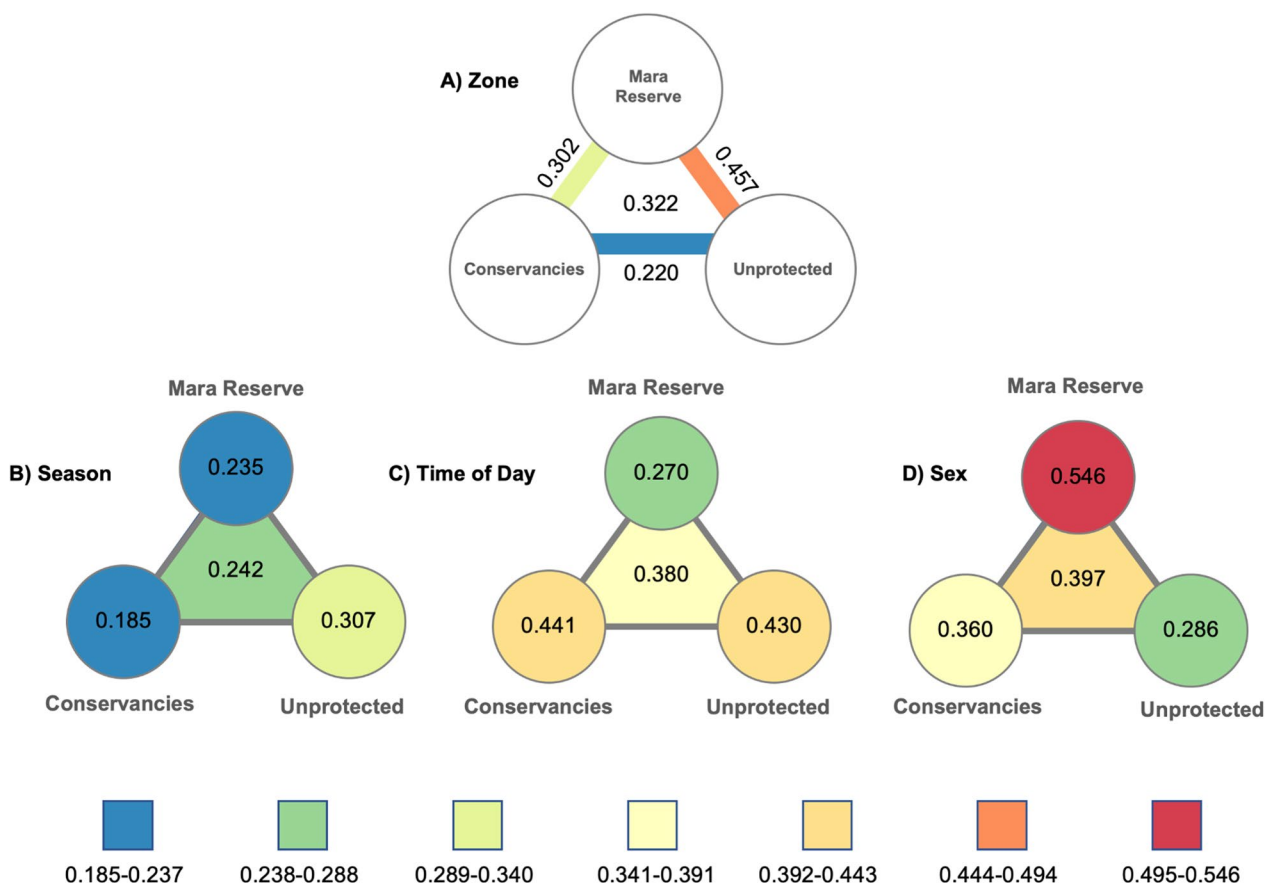 A) Zone
Mara
Reserve
0.302
0.457
0.322
Conservancies
0.220
Unprotected
Mara Reserve
B) Season
0.235
0.242
0.185
0.307
Conservancies
Unprotected
Mara Reserve
C) Time of Day
0.270
0.380
0.441
0.430
Conservancies
Unprotected
Mara Reserve
D) Sex
0.546
0.397
0.360
0.286
Conservancies
Unprotected
0.185-0.237
0.238-0.288
0.289-0.340
0.341-0.391
0.392-0.443
0.444-0.494
0.495-0.546